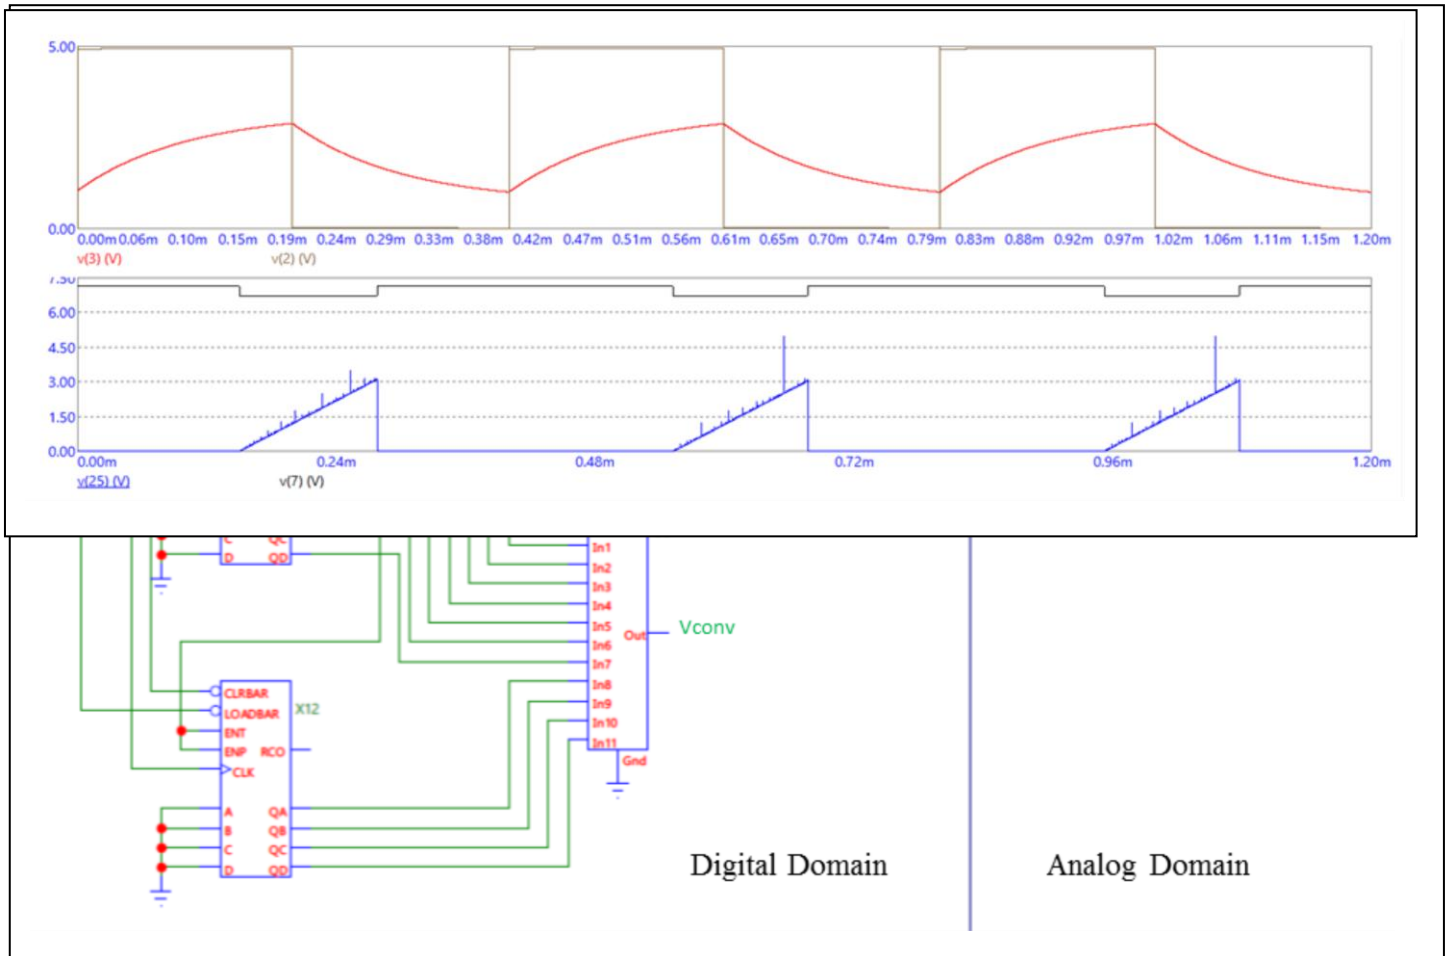 5.00
0.00
0.00m 0.06m 0.10m 0.15m 0.19m 0.24m 0.29m 0.33m 0.38m 0.42m 0.47m 0.51m 0.56m 0.61m 0.65m 0.70m 0.74m 0.79m 0.83m 0.88m 0.92m 0.97m 1.02m 1.06m 1.11m 1.15m 1.20m
v(3) (V) v(2) (V)
7.50
6.00
4.50
3.00
1.50
0.00
0.00m 0.24m 0.48m 0.72m 0.96m 1.20m
v(25) (V) v(7) (V)
D QD
In1
In2
In3
In4
In5
In6
In7
In8
In9
In10
In11
Out
Vconv
Gnd
X12
CLRBAR
LOADBAR
ENT
ENP RCO
CLK
A QA
B QB
C QC
D QD
Digital Domain
Analog Domain